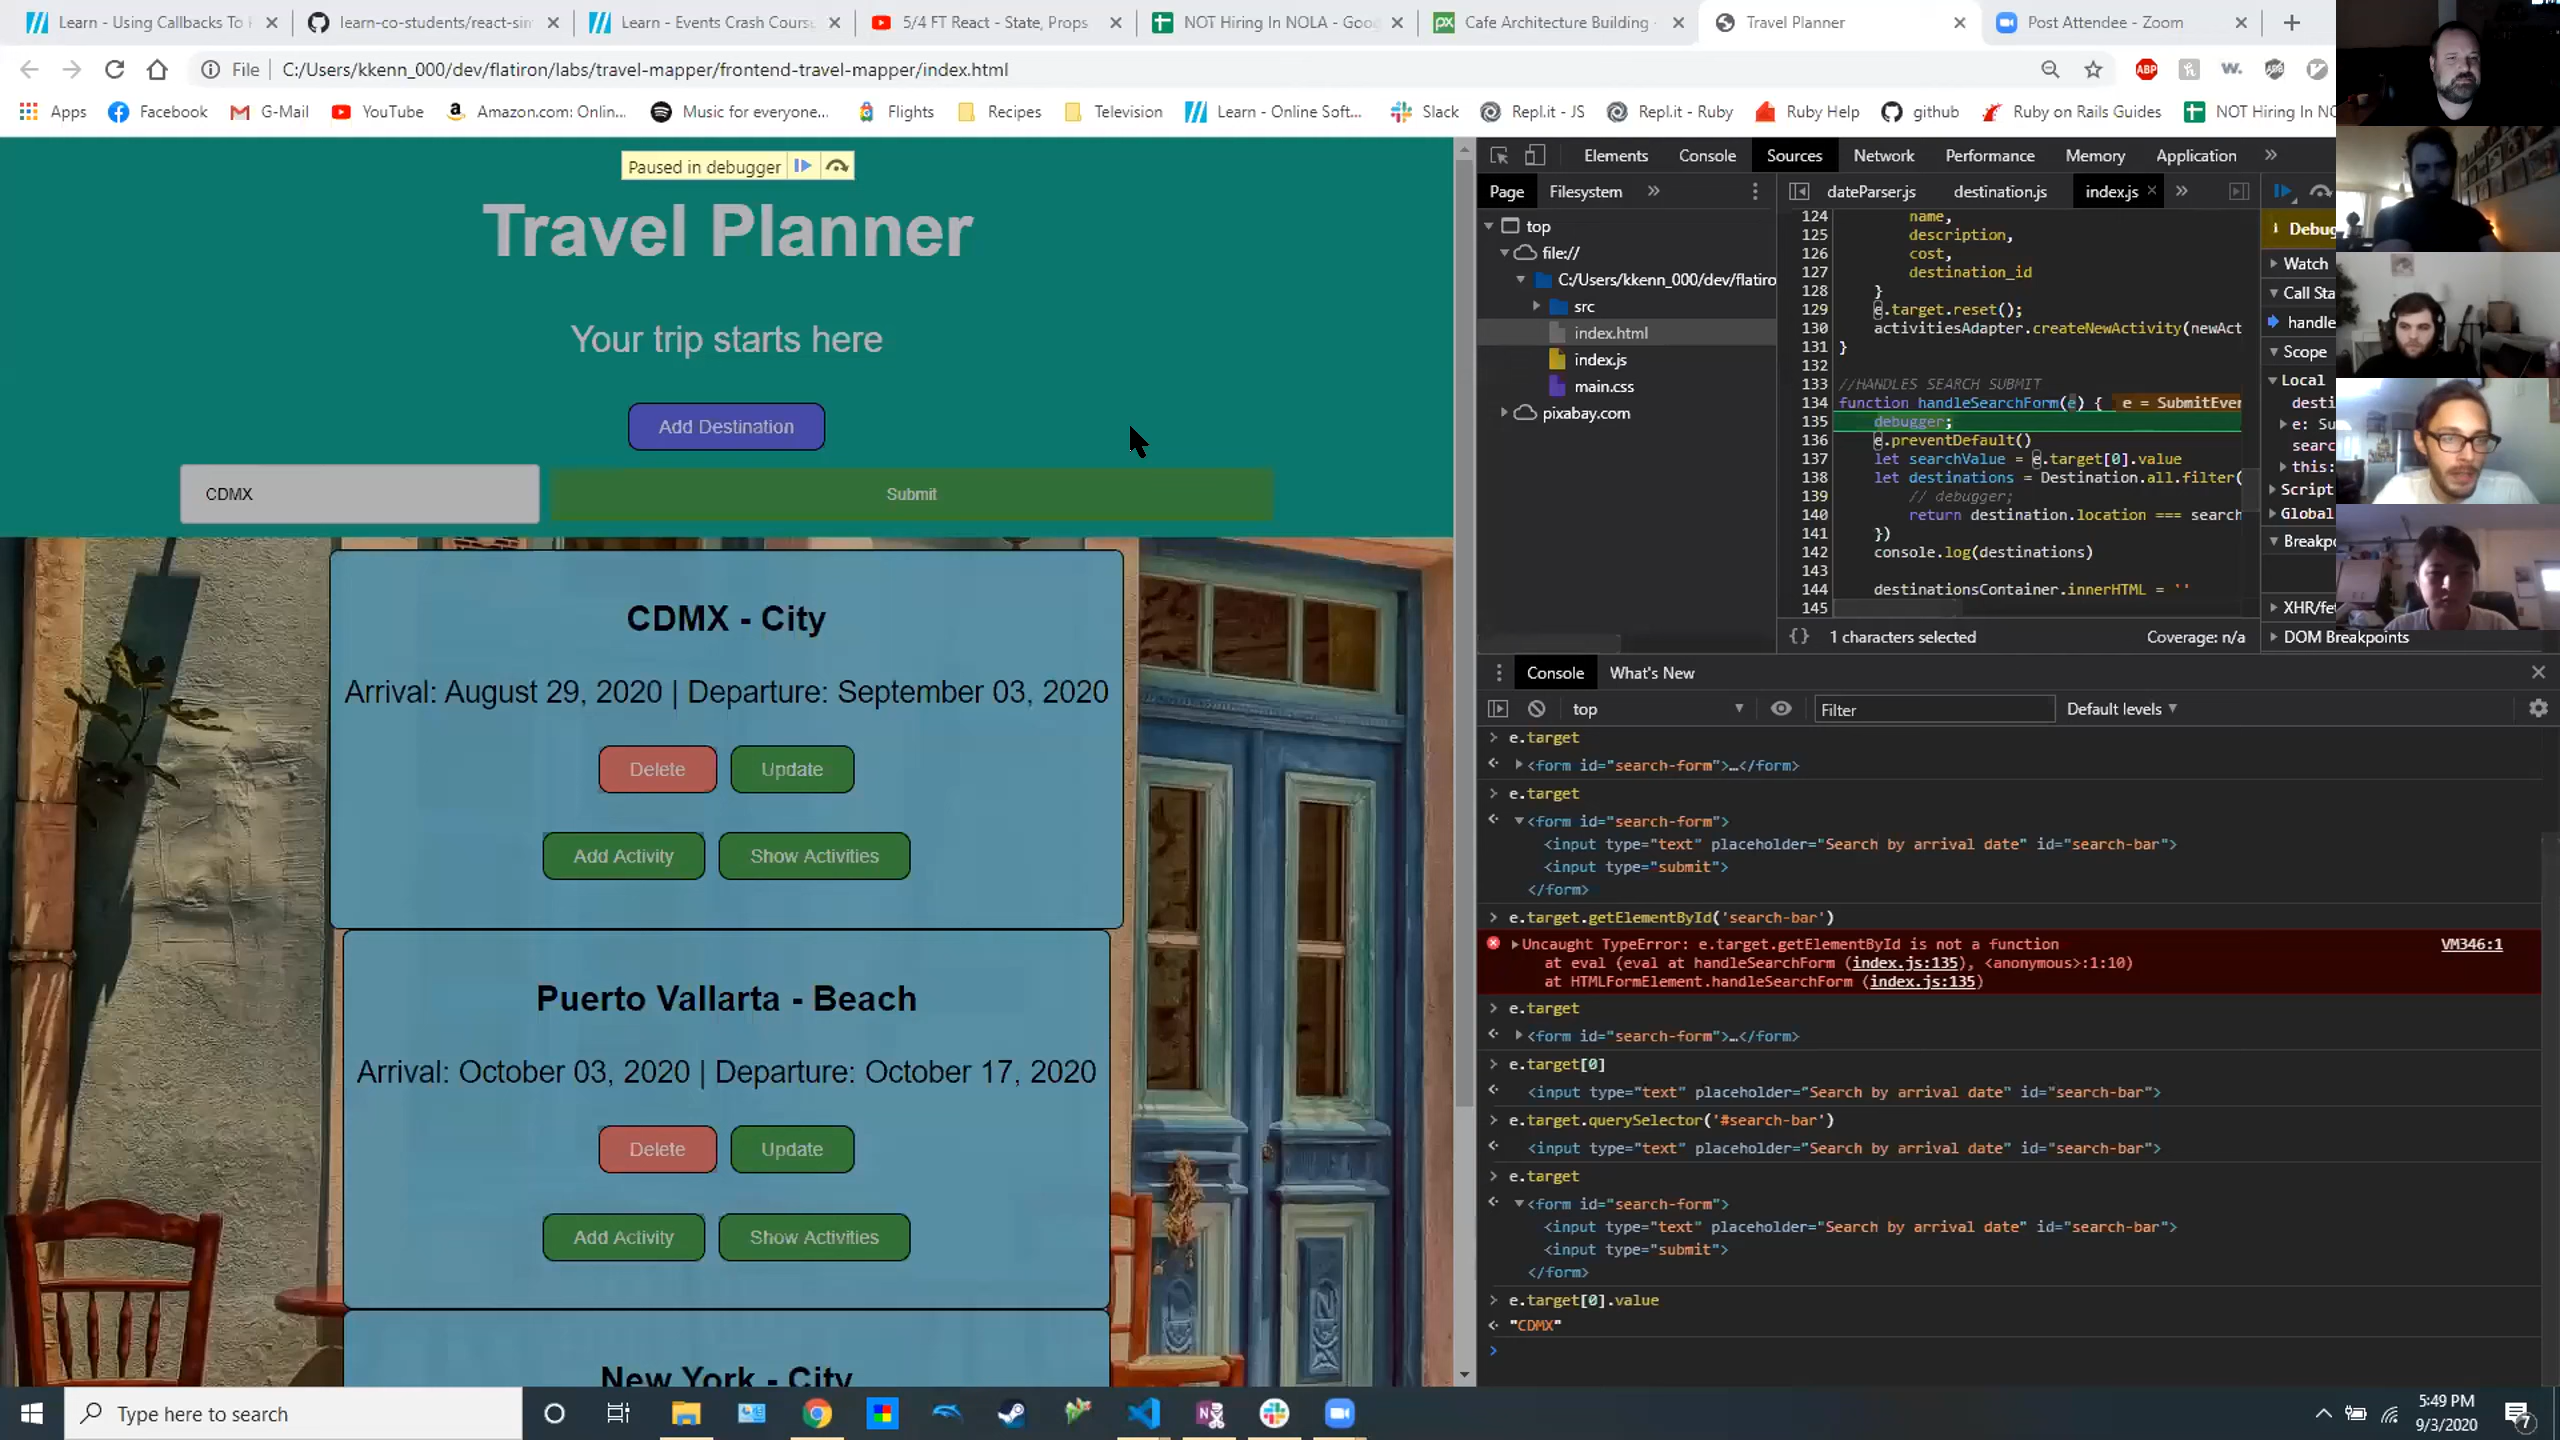 Learn - Using Callbacks To
learn-co-students/react-sim
Learn - Events Crash Course
5/4 FT React - State, Props
NOT Hiring In NOLA - Goog
Cafe Architecture Building -
Travel Planner
Post Attendee - Zoom
File
C:/Users/kkenn_000/dev/flatiron/labs/travel-mapper/frontend-travel-mapper/index.html
ABP
Apps
Facebook
G-Mail
YouTube
Amazon.com: Onlin...
Music for everyone...
Flights
Recipes
Television
Learn - Online Soft...
Slack
Repl.it - JS
Repl.it - Ruby
Ruby Help
github
Ruby on Rails Guides
NOT Hiring In NO
Paused in debugger
Travel Planner
Your trip starts here
Add Destination
CDMX
Submit
CDMX - City
Arrival: August 29, 2020 | Departure: September 03, 2020
Delete
Update
Add Activity
Show Activities
Puerto Vallarta - Beach
Arrival: October 03, 2020 | Departure: October 17, 2020
Delete
Update
Add Activity
Show Activities
New York - City
Elements
Console
Sources
Network
Performance
Memory
Application
Page
Filesystem
top
file://
C:/Users/kkenn_000/dev/flatiro
src
index.html
index.js
main.css
pixabay.com
dateParser.js
destination.js
index.js
124 name,
125 description,
126 cost,
127 destination_id
128 }
129 e.target.reset();
130 activitiesAdapter.createNewActivity(newAct
131 }
132
133 //HANDLES SEARCH SUBMIT
134 function handleSearchForm(e) { e = SubmitEven
135 debugger;
136 e.preventDefault()
137 let searchValue = e.target[0].value
138 let destinations = Destination.all.filter(
139 // debugger;
140 return destination.location === search
141 })
142 console.log(destinations)
143
144 destinationsContainer.innerHTML = ''
145
{} 1 characters selected
Coverage: n/a
Debug
Watch
Call Sta
handle
Scope
Local
desti
e: Su
searc
this:
Script
Global
Breakpo
XHR/fe
DOM Breakpoints
Console
What's New
top
Filter
Default levels
e.target
<form id="search-form">…</form>
e.target
<form id="search-form">
<input type="text" placeholder="Search by arrival date" id="search-bar">
<input type="submit">
</form>
e.target.getElementById('search-bar')
Uncaught TypeError: e.target.getElementById is not a function
VM346:1
at eval (eval at handleSearchForm (index.js:135), <anonymous>:1:10)
at HTMLFormElement.handleSearchForm (index.js:135)
e.target
<form id="search-form">…</form>
e.target[0]
<input type="text" placeholder="Search by arrival date" id="search-bar">
e.target.querySelector('#search-bar')
<input type="text" placeholder="Search by arrival date" id="search-bar">
e.target
<form id="search-form">
<input type="text" placeholder="Search by arrival date" id="search-bar">
<input type="submit">
</form>
e.target[0].value
"CDMX"
Type here to search
5:49 PM
9/3/2020
7